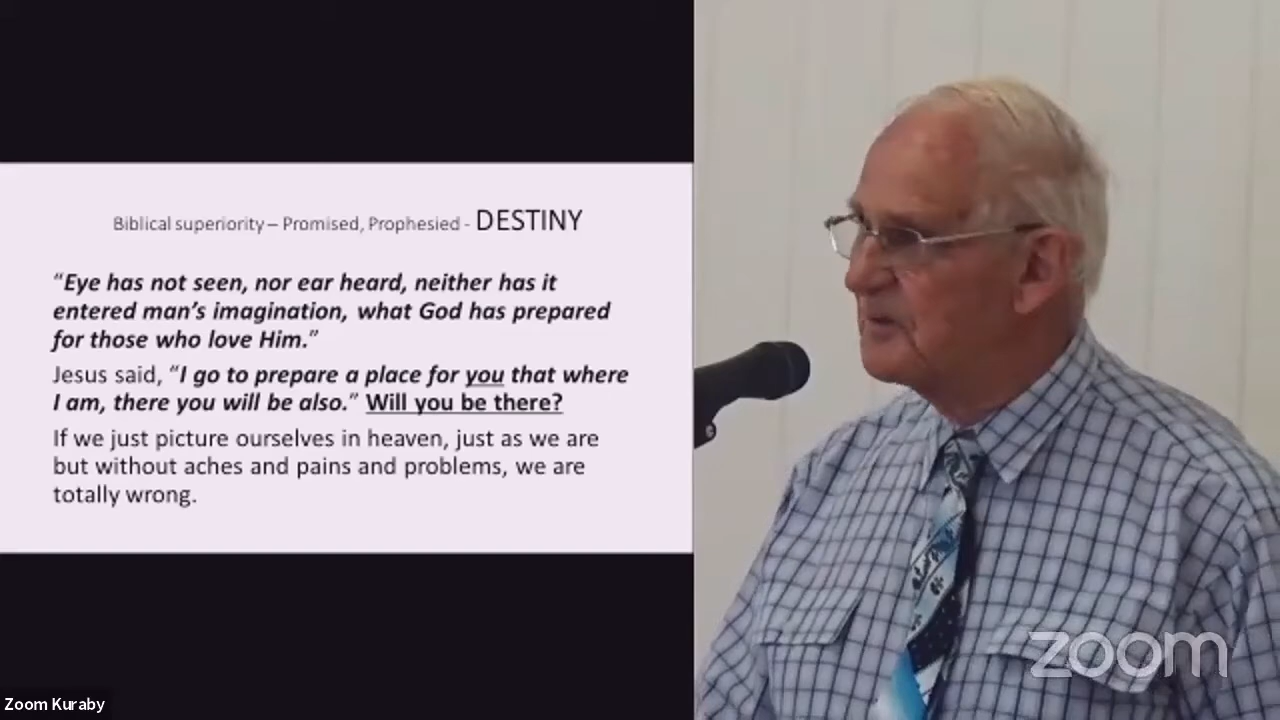 Biblical superiority – Promised, Prophesied - DESTINY
“Eye has not seen, nor ear heard, neither has it
entered man’s imagination, what God has prepared
for those who love Him.”
Jesus said, “I go to prepare a place for you that where
I am, there you will be also.” Will you be there?
If we just picture ourselves in heaven, just as we are
but without aches and pains and problems, we are
totally wrong.
zoom
Zoom Kuraby